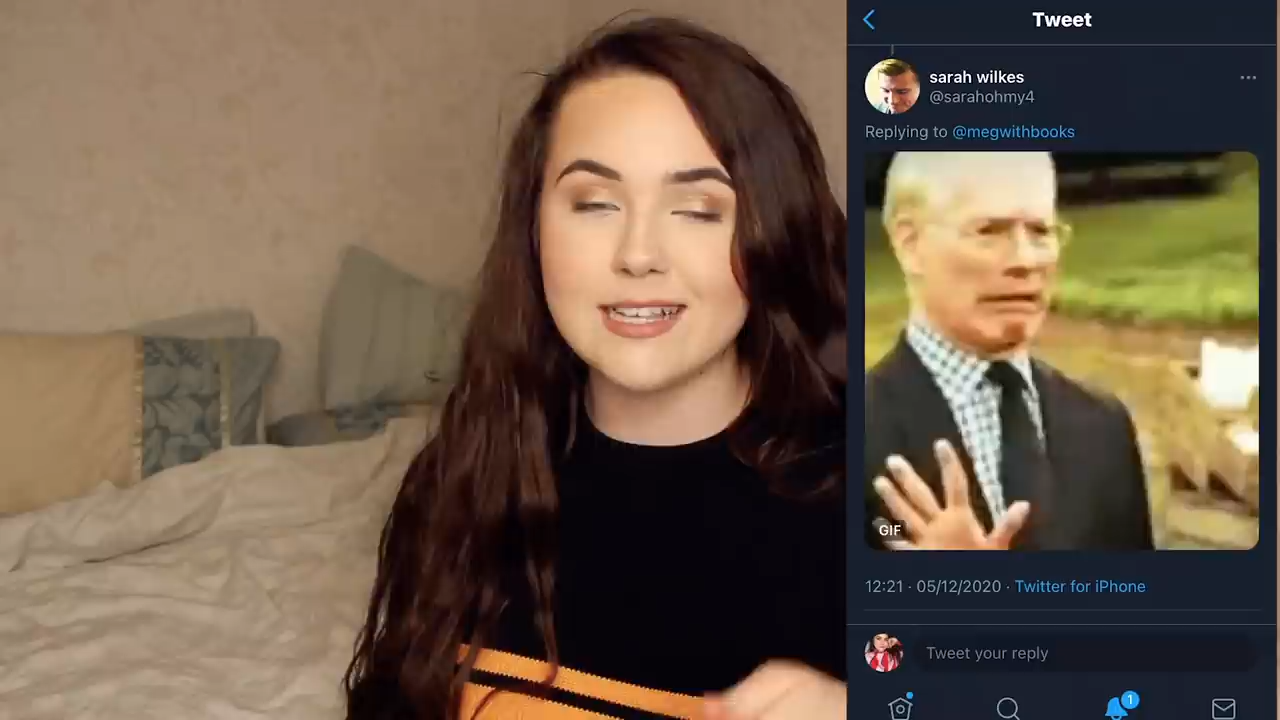 Tweet
sarah wilkes
@sarahohmy4
Replying to @megwithbooks
GIF
12:21 · 05/12/2020 · Twitter for iPhone
Tweet your reply
1